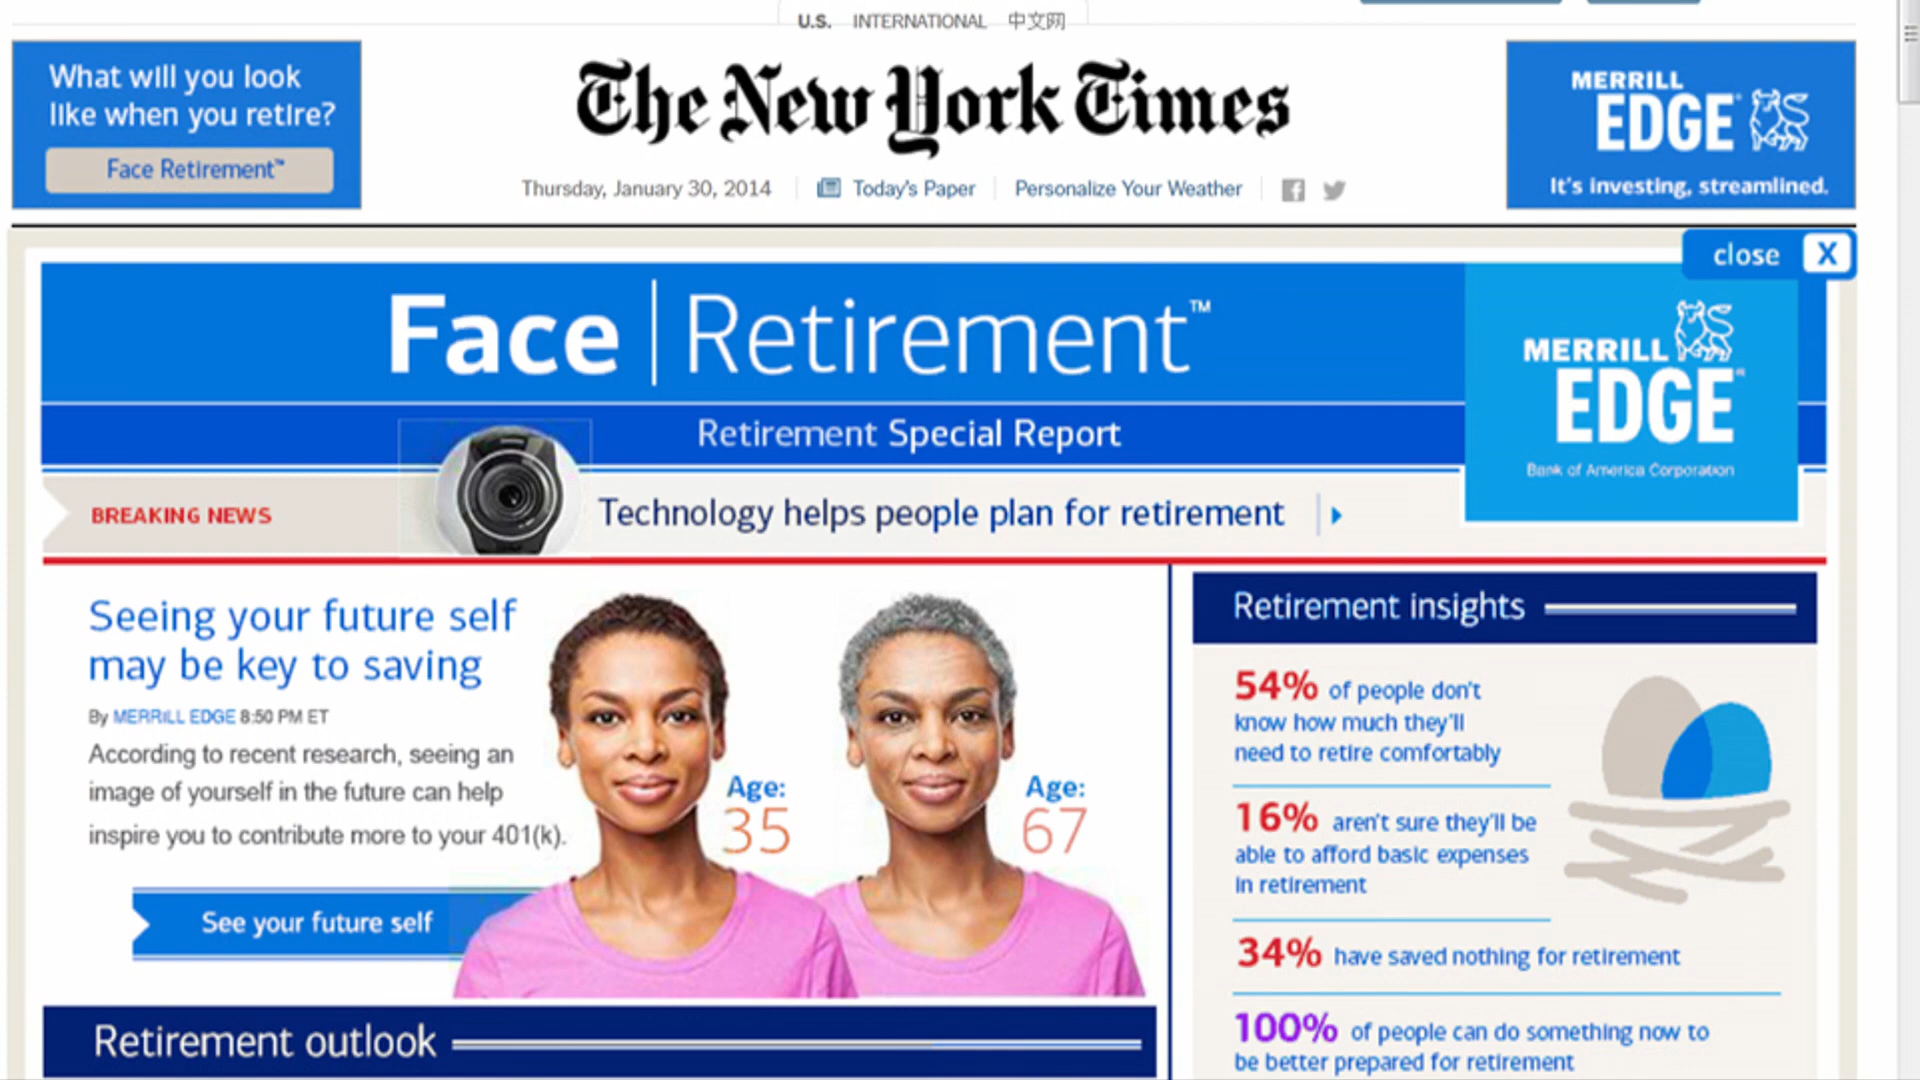 U.S. INTERNATIONAL 中文网
What will you look
like when you retire?
Face Retirement™
The New York Times
Thursday, January 30, 2014
Today's Paper
Personalize Your Weather
MERRILL
EDGE
It's investing, streamlined.
close X
Face | Retirement™
Retirement Special Report
MERRILL
EDGE
Bank of America Corporation
BREAKING NEWS
Technology helps people plan for retirement
Seeing your future self
may be key to saving
By MERRILL EDGE 8:50 PM ET
According to recent research, seeing an
image of yourself in the future can help
inspire you to contribute more to your 401(k).
Age:
35
Age:
67
See your future self
Retirement outlook
Retirement insights
54% of people don't
know how much they'll
need to retire comfortably
16% aren't sure they'll be
able to afford basic expenses
in retirement
34% have saved nothing for retirement
100% of people can do something now to
be better prepared for retirement